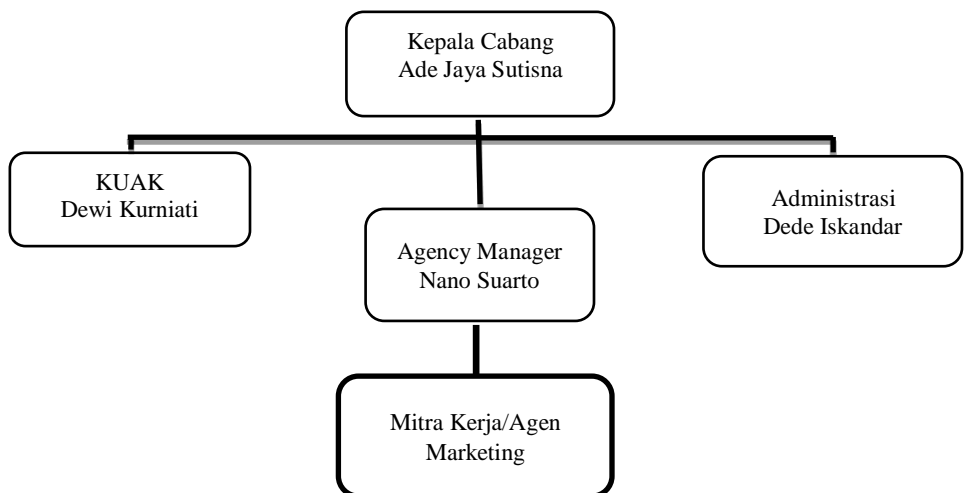 Kepala Cabang
Ade Jaya Sutisna
KUAK
Dewi Kurniati
Agency Manager
Nano Suarto
Administrasi
Dede Iskandar
Mitra Kerja/Agen
Marketing